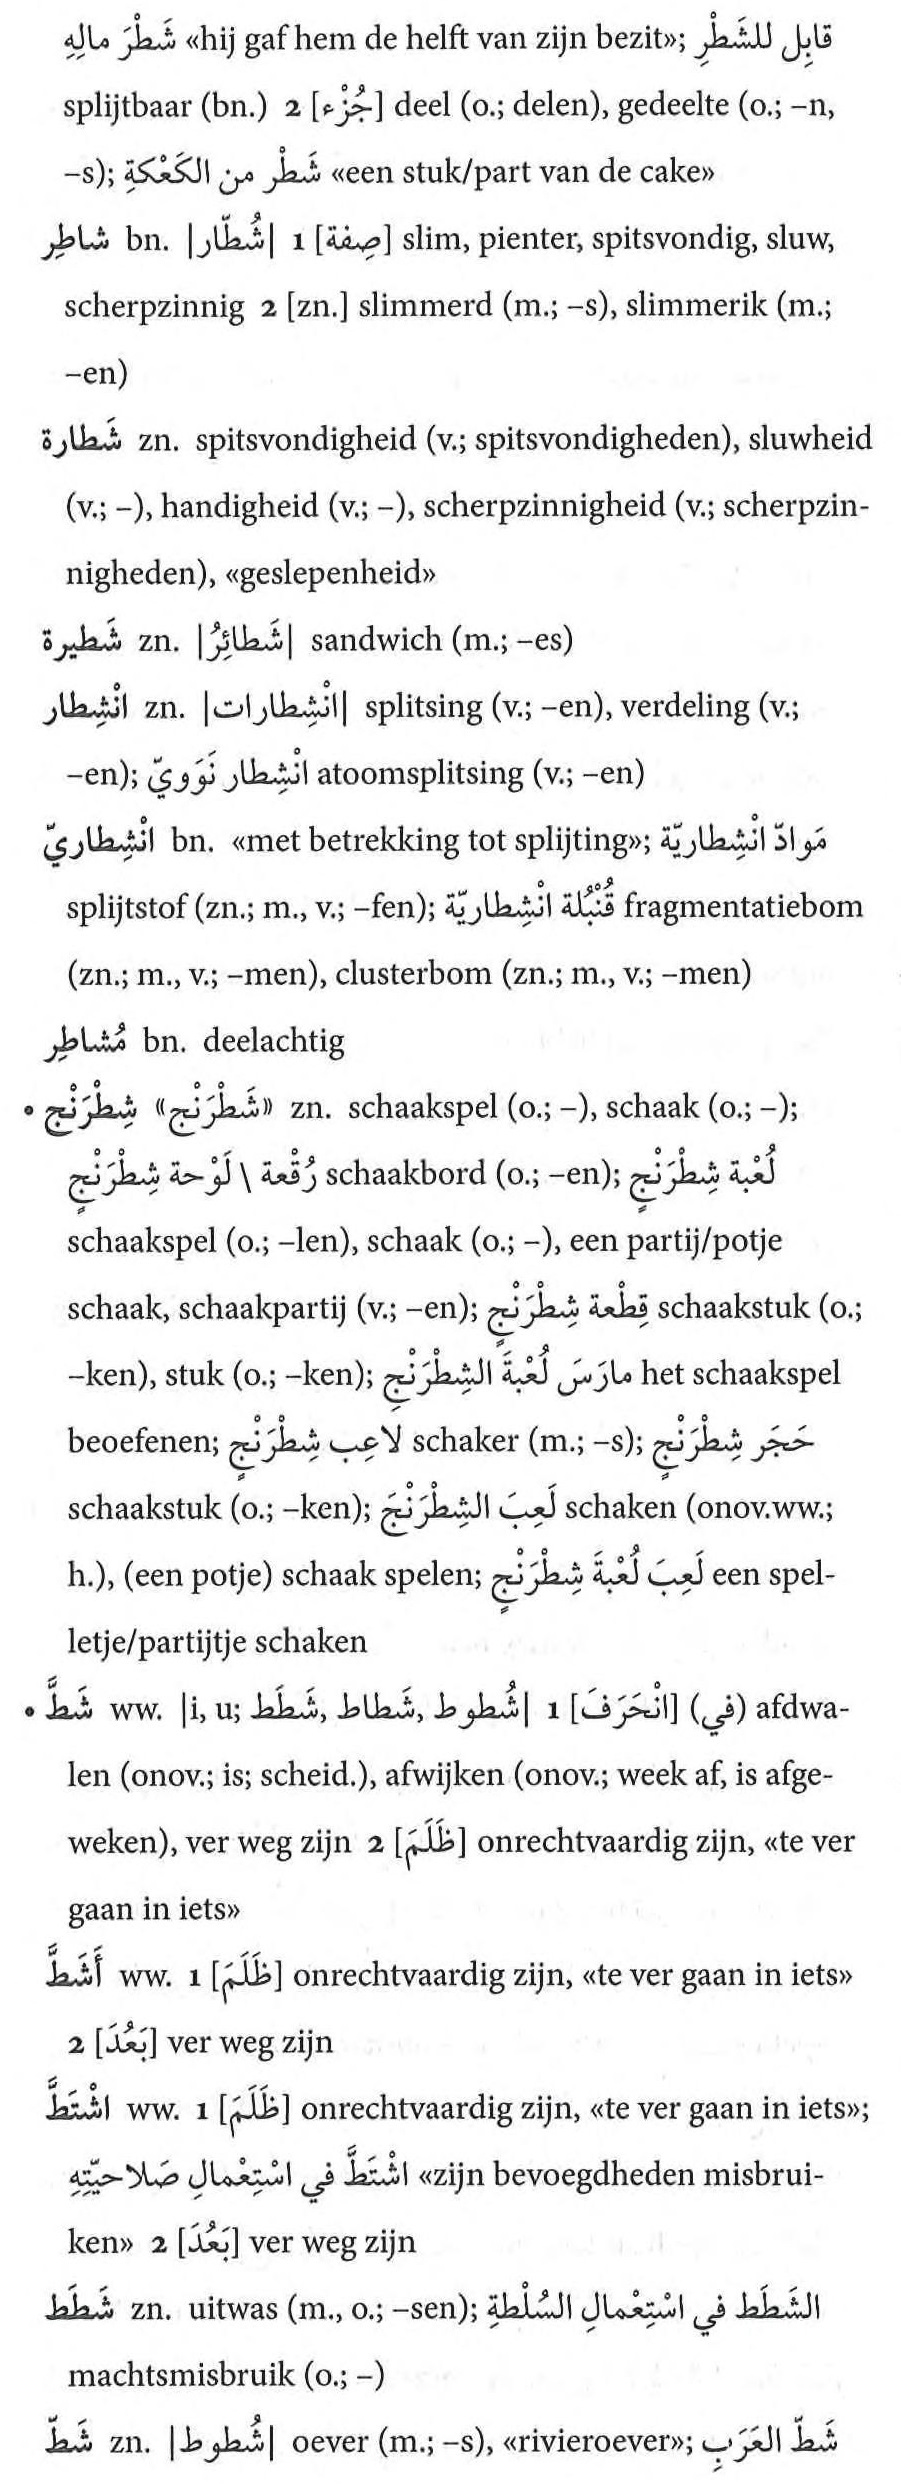 شَطْرَ مالِهِ «hij gaf hem de helft van zijn bezit»; قابِل للشَطْرِ
splijtbaar (bn.) 2 [جُزْء] deel (o.; delen), gedeelte (o.; –n,
–s); شَطْر من الكَعْكةِ «een stuk/part van de cake»
شاطِر bn. |شُطّار| 1 [صِفة] slim, pienter, spitsvondig, sluw,
scherpzinnig 2 [zn.] slimmerd (m.; –s), slimmerik (m.;
–en)
شَطارة zn. spitsvondigheid (v.; spitsvondigheden), sluwheid
(v.; –), handigheid (v.; –), scherpzinnigheid (v.; scherpzin-
nigheden), «geslepenheid»
شَطيرة zn. |شَطائِرُ| sandwich (m.; –es)
انْشِطار zn. |انْشِطارات| splitsing (v.; –en), verdeling (v.;
–en); انْشِطار نَوَويّ atoomsplitsing (v.; –en)
انْشِطاريّ bn. «met betrekking tot splijting»; مَوادّ انْشِطاريّة
splijtstof (zn.; m., v.; –fen); قُنْبُلة انْشِطاريّة fragmentatiebom
(zn.; m., v.; –men), clusterbom (zn.; m., v.; –men)
مُشاطِر bn. deelachtig
• شِطْرَنْج «شَطْرَنْج» zn. schaakspel (o.; –), schaak (o.; –);
رُقْعة \ لَوْحة شِطْرَنْجٍ schaakbord (o.; –en); لُعْبة شِطْرَنْجٍ
schaakspel (o.; –len), schaak (o.; –), een partij/potje
schaak, schaakpartij (v.; –en); قِطْعة شِطْرَنْجٍ schaakstuk (o.;
–ken), stuk (o.; –ken); مارَسَ لُعْبةَ الشِطْرَنْجِ het schaakspel
beoefenen; لاعِب شِطْرَنْجٍ schaker (m.; –s); حَجَر شِطْرَنْجٍ
schaakstuk (o.; –ken); لَعِبَ الشِطْرَنْجَ schaken (onov.ww.;
h.), (een potje) schaak spelen; لَعِبَ لُعْبةَ شِطْرَنْجٍ een spel-
letje/partijtje schaken
• شَطَّ ww. |i, u; شُطوط, شَطاط, شَطَط| 1 [انْحَرَفَ] (في) afdwa-
len (onov.; is; scheid.), afwijken (onov.; week af, is afge-
weken), ver weg zijn 2 [ظَلَمَ] onrechtvaardig zijn, «te ver
gaan in iets»
أَشَطَّ ww. 1 [ظَلَمَ] onrechtvaardig zijn, «te ver gaan in iets»
2 [بَعُدَ] ver weg zijn
اشْتَطَّ ww. 1 [ظَلَمَ] onrechtvaardig zijn, «te ver gaan in iets»;
اشْتَطَّ في اسْتِعْمالِ صَلاحيّتِهِ «zijn bevoegdheden misbrui-
ken» 2 [بَعُدَ] ver weg zijn
شَطَط zn. uitwas (m., o.; –sen); الشَطَط في اسْتِعْمالِ السُلْطةِ
machtsmisbruik (o.; –)
شَطّ zn. |شُطوط| oever (m.; –s), «rivieroever»; شَطّ العَرَبِ